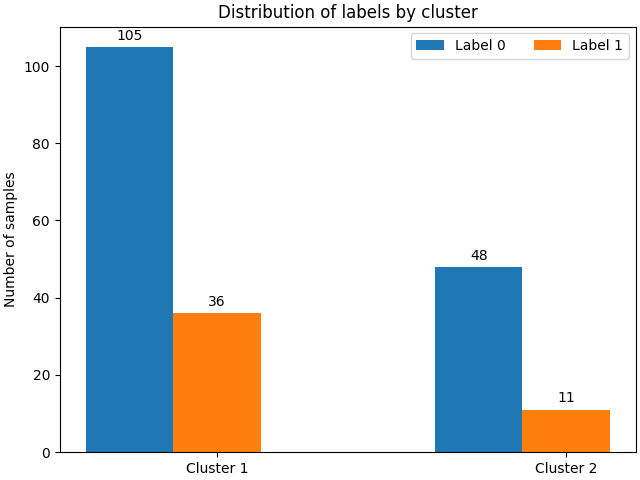 Distribution of labels by cluster
Label 0
Label 1
105
36
48
11
Number of samples
100
80
60
40
20
0
Cluster 1
Cluster 2